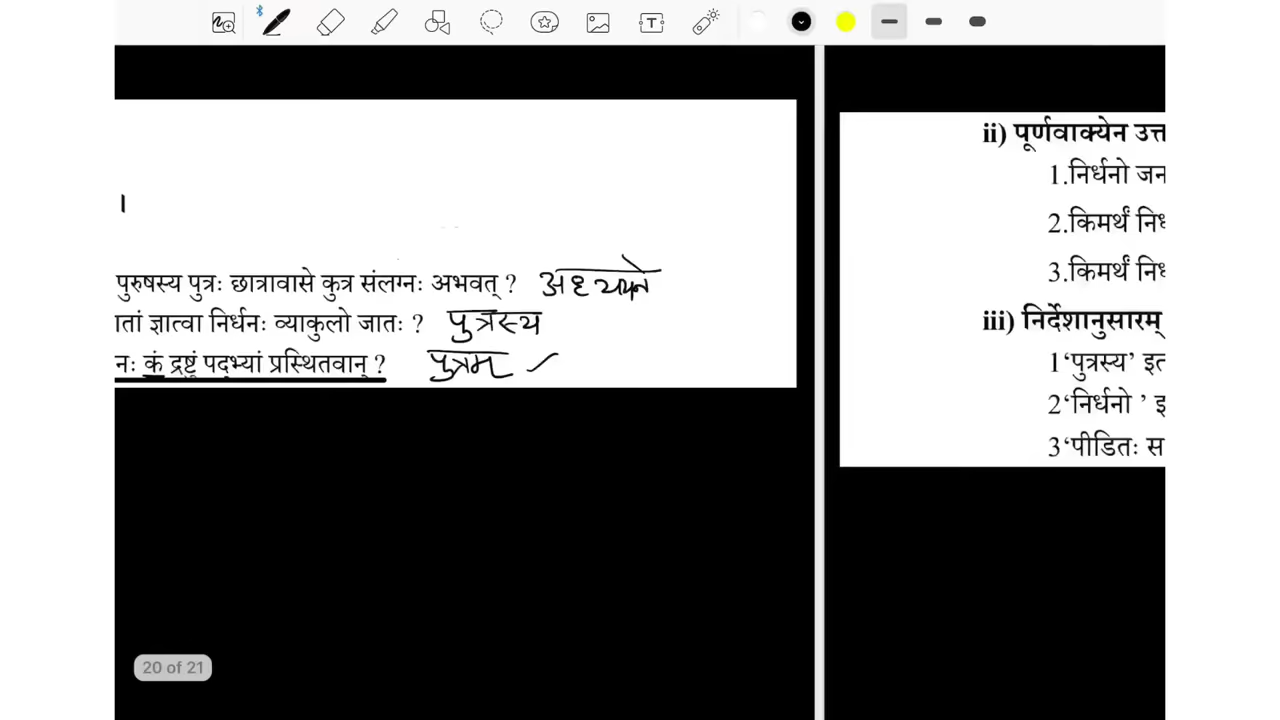 ।
पुरुषस्य पुत्रः छात्रावासे कुत्र संलग्नः अभवत् ? अध्ययने
तां ज्ञात्वा निर्धनः व्याकुलो जातः ? पुत्रस्य
नः कं द्रष्टुं पदभ्यां प्रस्थितवान् ? पुत्रम्
20 of 21
ii) पूर्णवाक्येन उत्त
1.निर्धनो जन
2.किमर्थं निध
3.किमर्थं निध
iii) निर्देशानुसारम्
1‘पुत्रस्य’ इत
2‘निर्धनो ’ इ
3‘पीडितः स